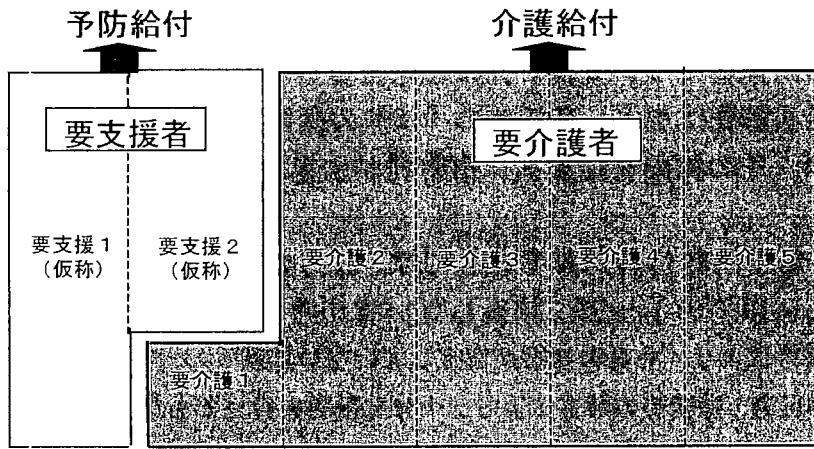 予防給付
介護給付
要支援者
要介護者
要支援1
(仮称)
要支援2
(仮称)
要介護1
要介護2
要介護3
要介護4
要介護5